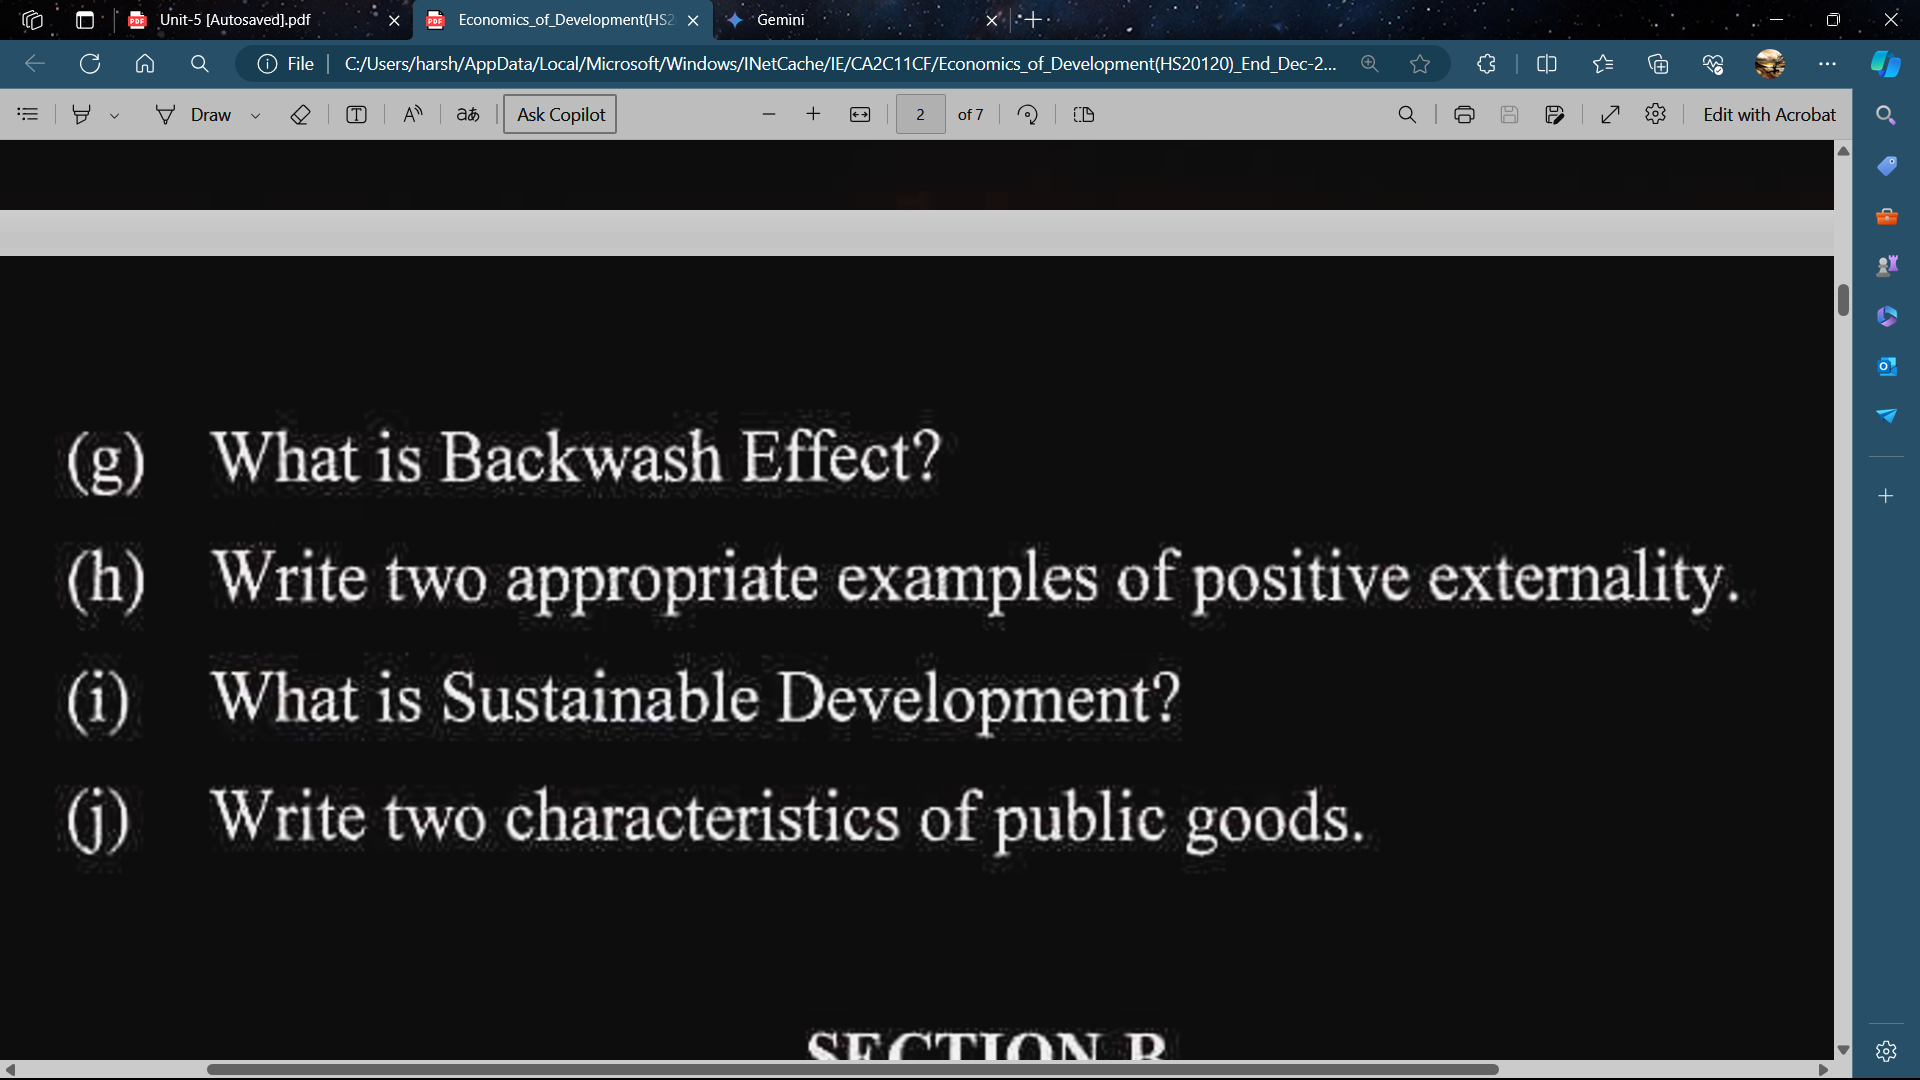 Unit-5 [Autosaved].pdf
Economics_of_Development(HS2
Gemini
File
C:/Users/harsh/AppData/Local/Microsoft/Windows/INetCache/IE/CA2C11CF/Economics_of_Development(HS20120)_End_Dec-2...
Draw
aあ
Ask Copilot
2
of 7
Edit with Acrobat
(g) What is Backwash Effect?
(h) Write two appropriate examples of positive externality.
(i) What is Sustainable Development?
(j) Write two characteristics of public goods.
SECTION B